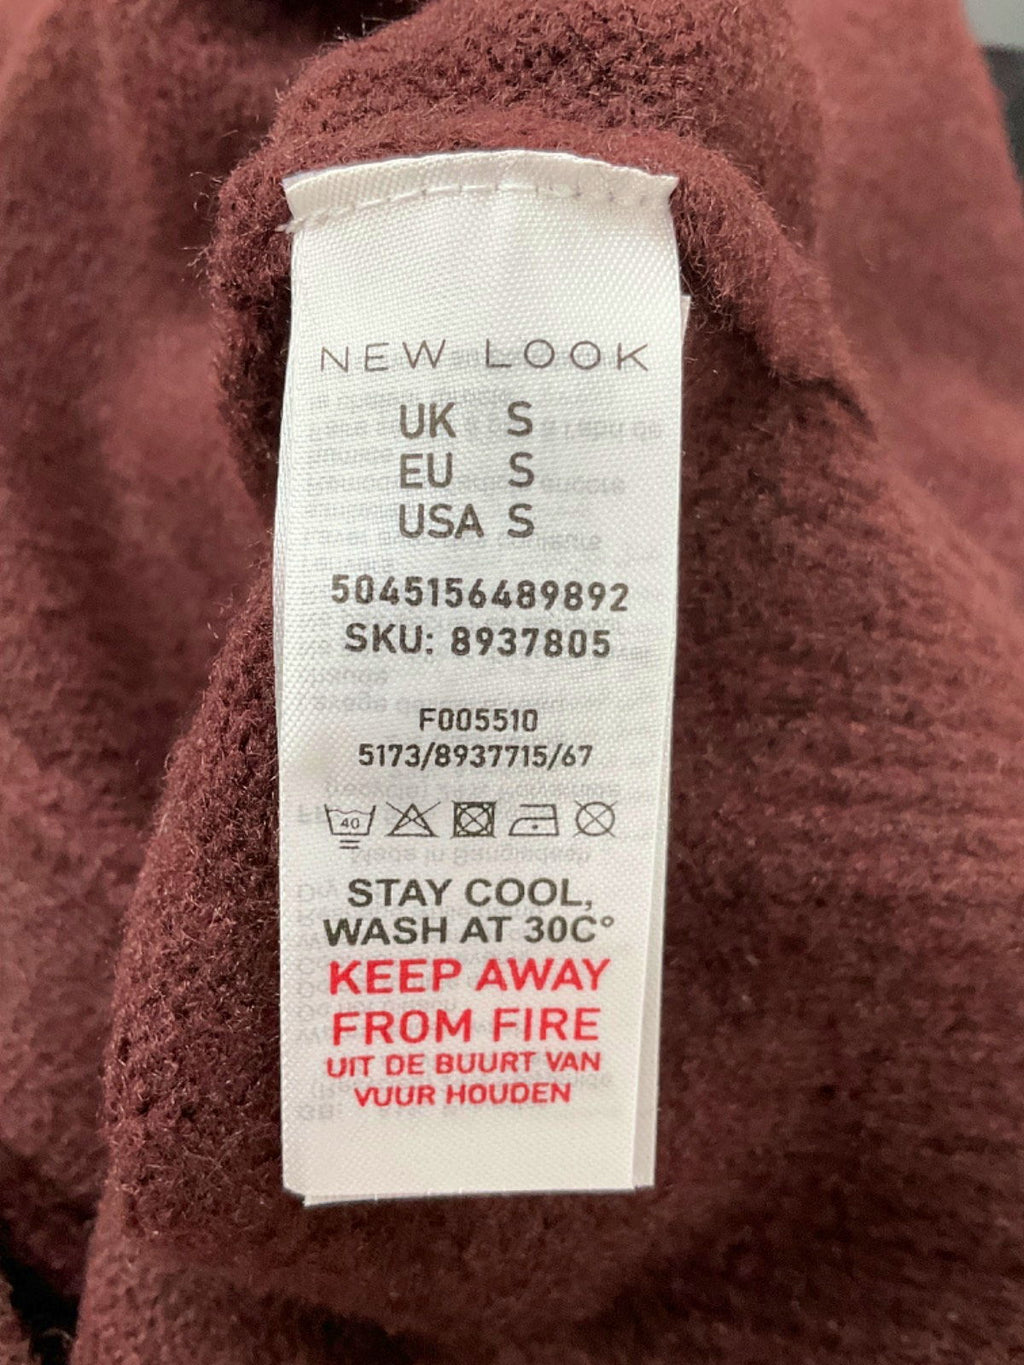 NEW LOOK
UK S
EU S
USA S
5045156489892
SKU: 8937805
F005510
5173/8937715/67
40
STAY COOL,
WASH AT 30C°
KEEP AWAY
FROM FIRE
UIT DE BUURT VAN
VUUR HOUDEN